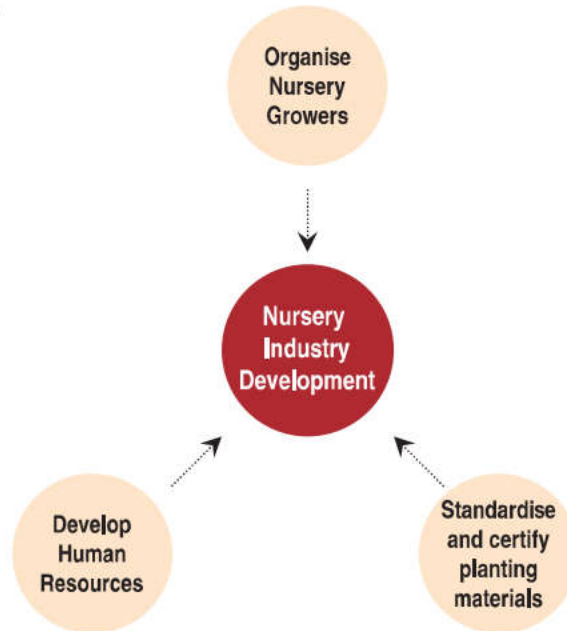 Organise
Nursery
Growers
Nursery
Industry
Development
Develop
Human
Resources
Standardise
and certify
planting
materials